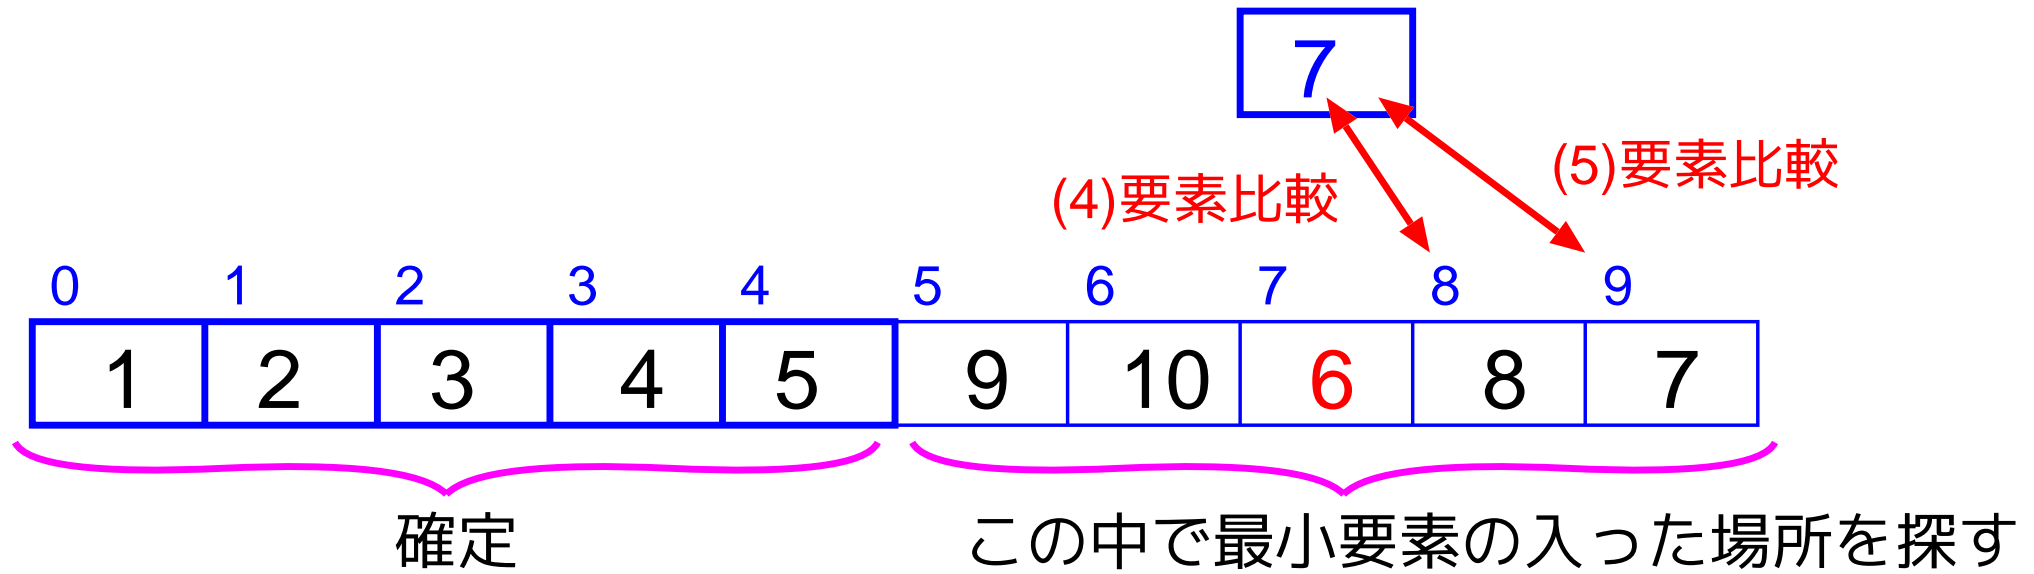 7
(4)要素比較
(5)要素比較
0 1 2 3 4 5 6 7 8 9
1 2 3 4 5 9 10 6 8 7
確定
この中で最小要素の入った場所を探す